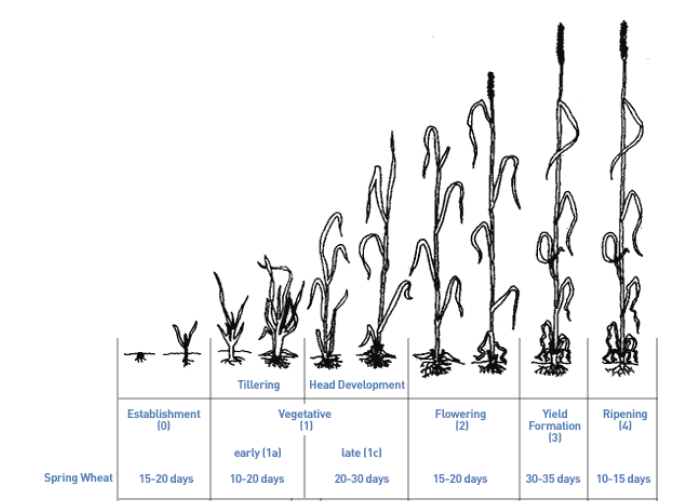 Tillering Head Development
Establishment Vegetative Flowering Yield Ripening
(0) (1) (2) Formation (4)
(3)
early (1a) late (1c)
Spring Wheat 15-20 days 10-20 days 20-30 days 15-20 days 30-35 days 10-15 days